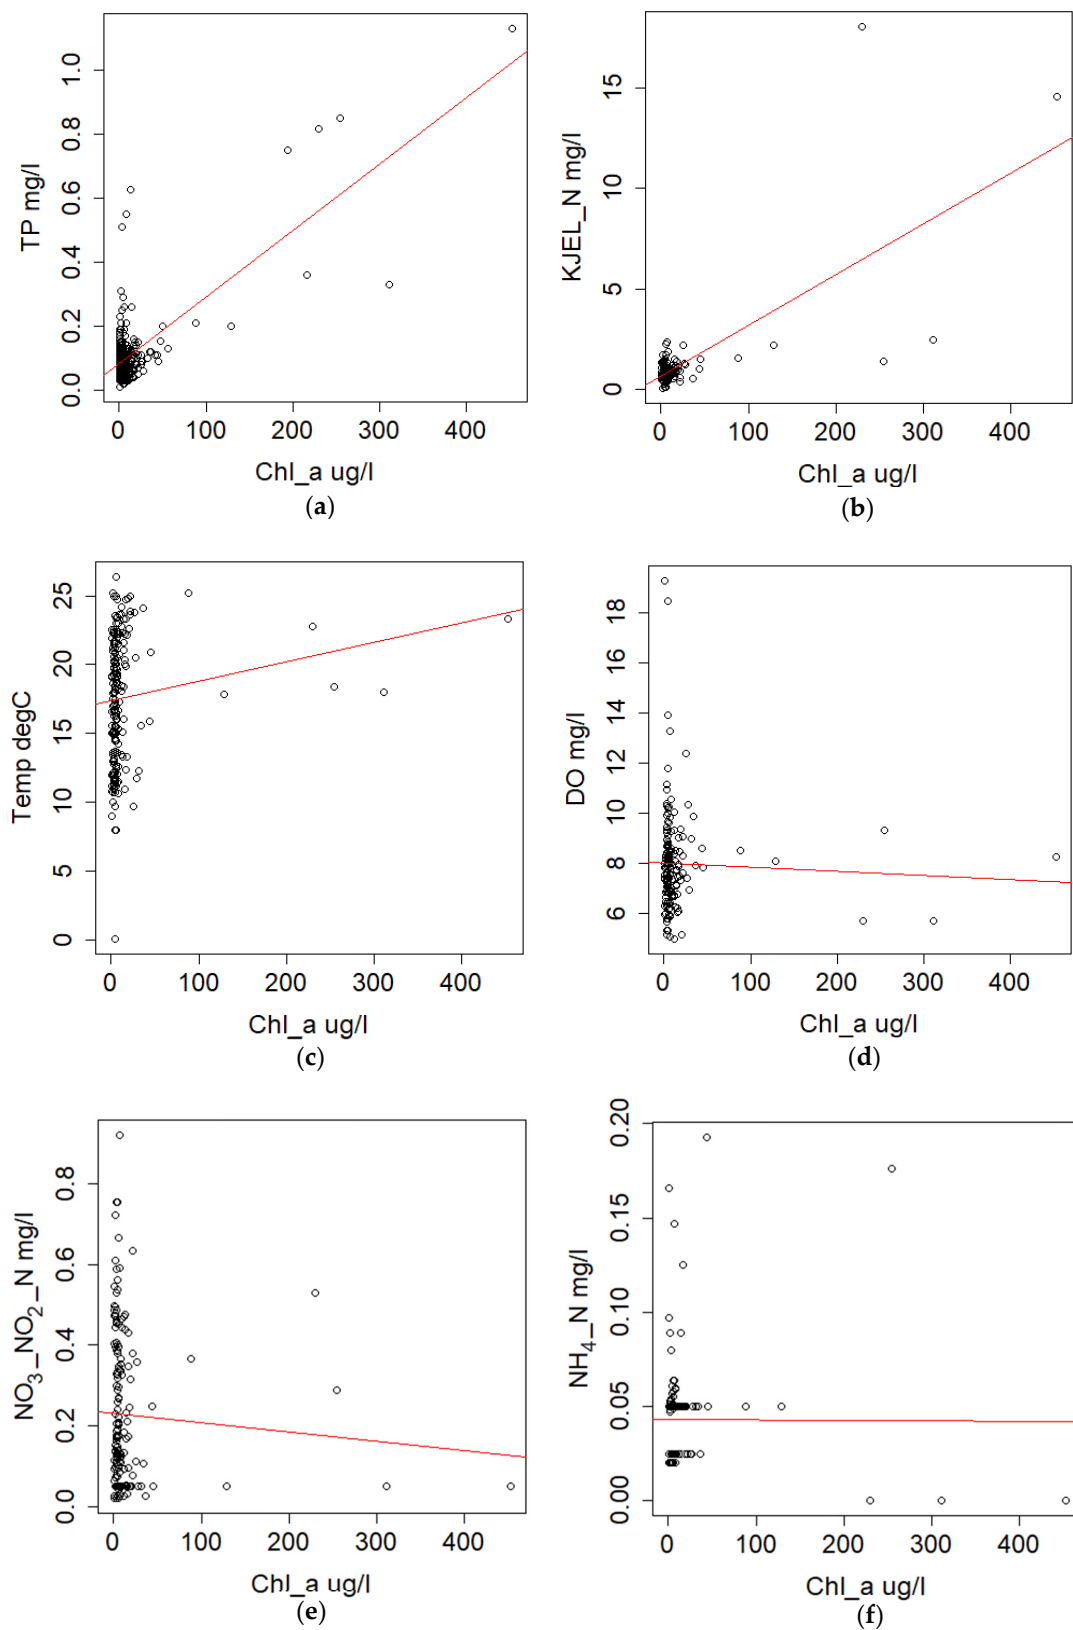 TP mg/l
0.0 0.2 0.4 0.6 0.8 1.0
0 100 200 300 400
Chl_a ug/l
(a)
KJEL_N mg/l
0 5 10 15
0 100 200 300 400
Chl_a ug/l
(b)
Temp degC
0 5 10 15 20 25
0 100 200 300 400
Chl_a ug/l
(c)
DO mg/l
6 8 10 12 14 16 18
0 100 200 300 400
Chl_a ug/l
(d)
NO3_NO2_N mg/l
0.0 0.2 0.4 0.6 0.8
0 100 200 300 400
Chl_a ug/l
(e)
NH4_N mg/l
0.00 0.05 0.10 0.15 0.20
0 100 200 300 400
Chl_a ug/l
(f)